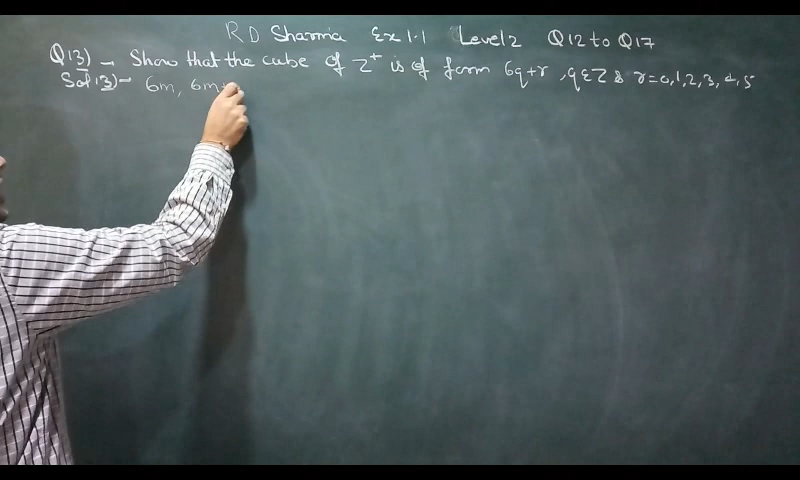 R D Sharma Ex 1.1 Level 2 Q12 to Q17
Q13) - Show that the cube of Z⁺ is of form 6q+r, q∈Z & r=0,1,2,3,4,5
Sol 13) - 6m, 6m+